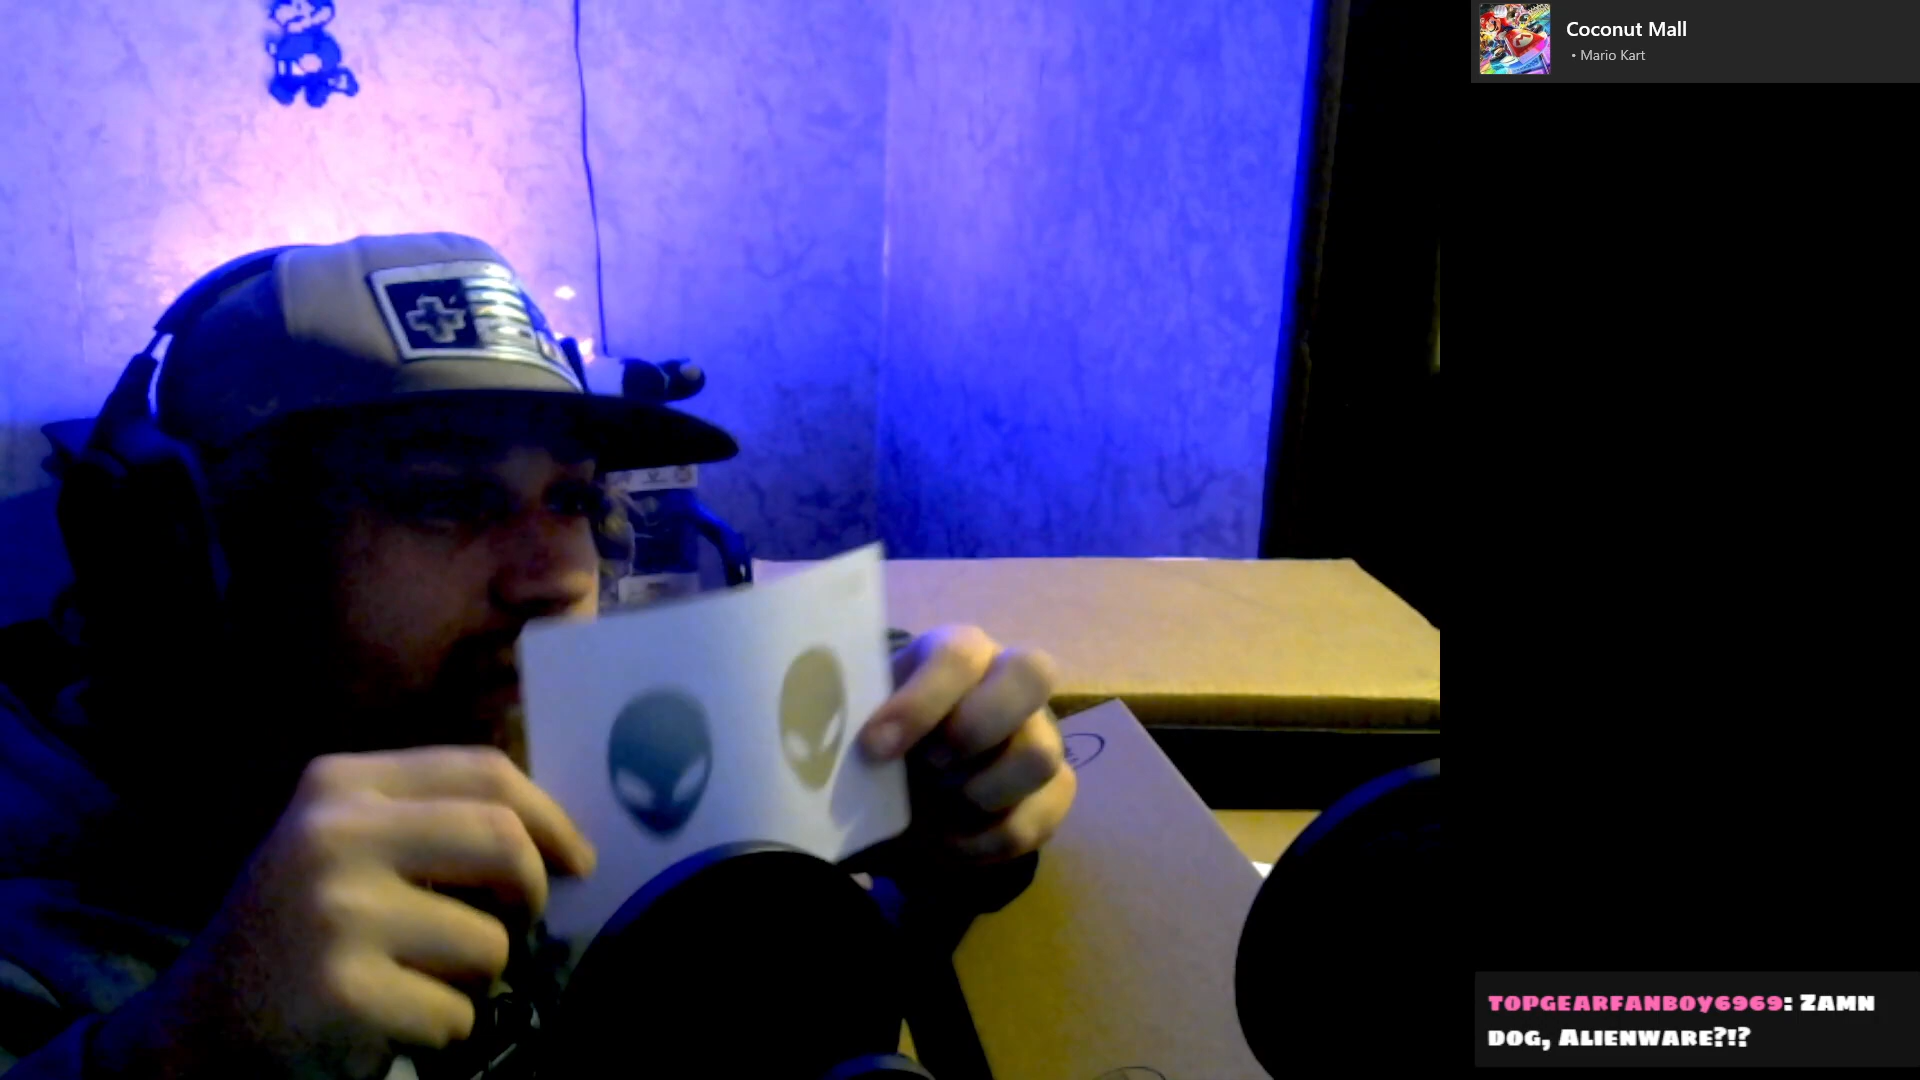 Coconut Mall
• Mario Kart
TOPGEARFANBOY6969: ZAMN
DOG, ALIENWARE?!?